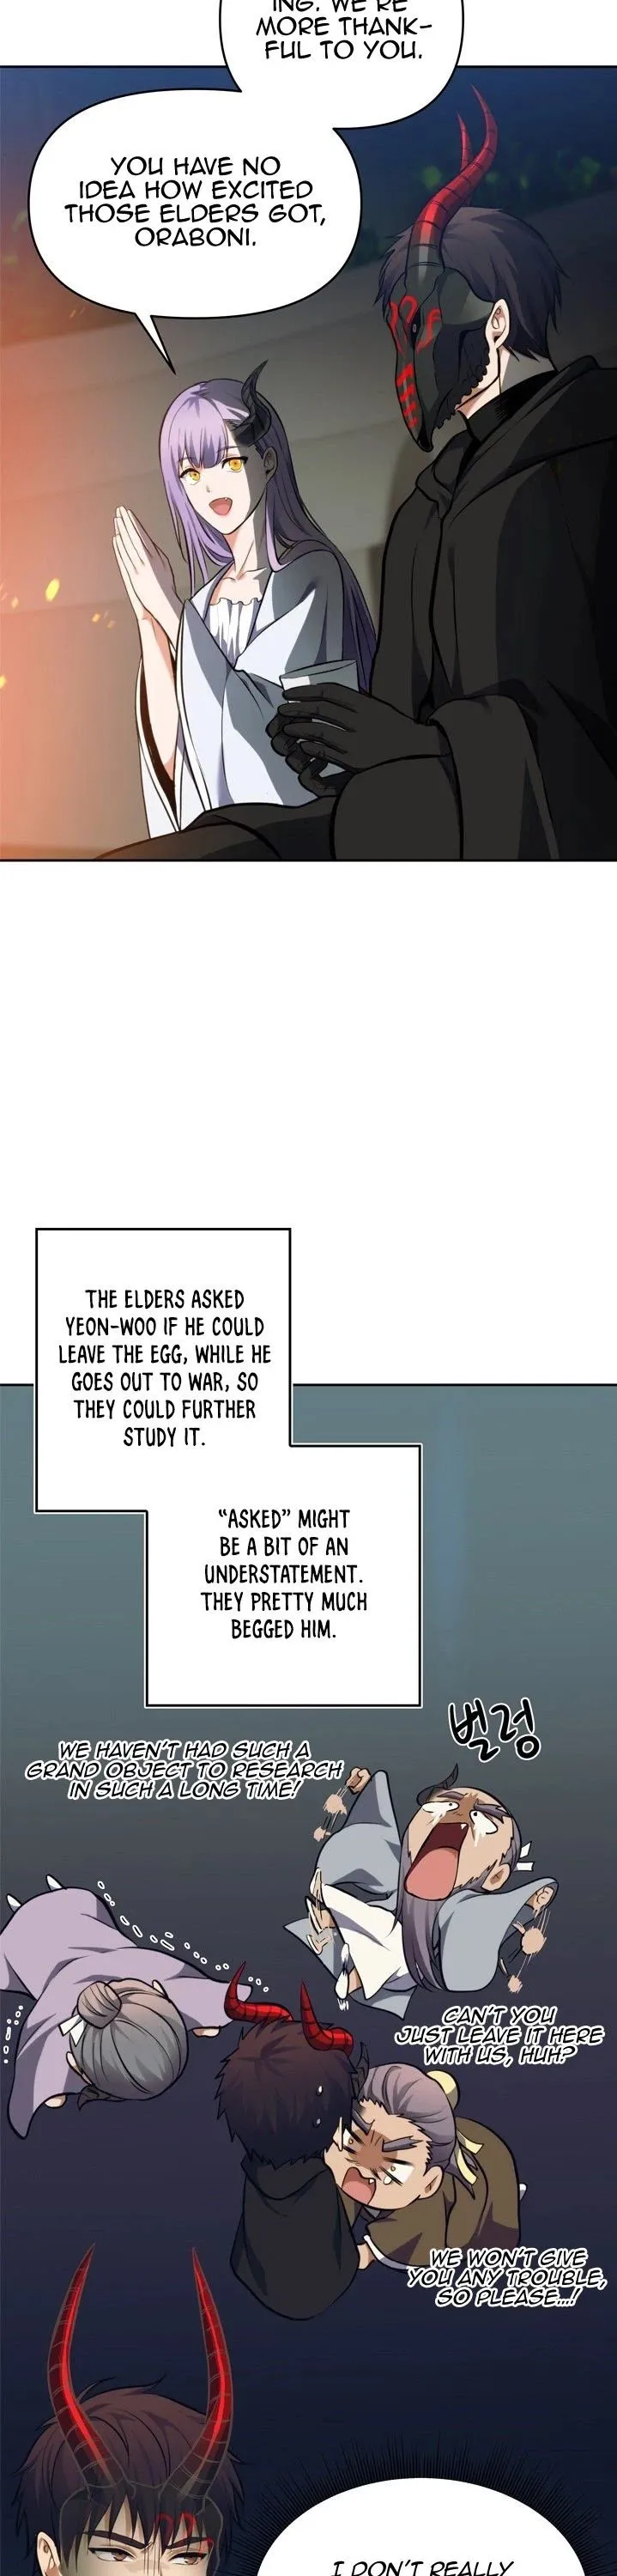 ING. WE'RE
MORE THANK-
FUL TO YOU.
YOU HAVE NO
IDEA HOW EXCITED
THOSE ELDERS GOT,
ORABONI.
THE ELDERS ASKED
YEON-WOO IF HE COULD
LEAVE THE EGG, WHILE HE
GOES OUT TO WAR, SO
THEY COULD FURTHER
STUDY IT.
"ASKED" MIGHT
BE A BIT OF AN
UNDERSTATEMENT.
THEY PRETTY MUCH
BEGGED HIM.
벌렁
WE HAVEN'T HAD SUCH A
GRAND OBJECT TO RESEARCH
IN SUCH A LONG TIME!
CAN'T YOU
JUST LEAVE IT HERE
WITH US, HUH?
WE WON'T GIVE
YOU ANY TROUBLE,
SO PLEASE...!
I DON'T REALLY